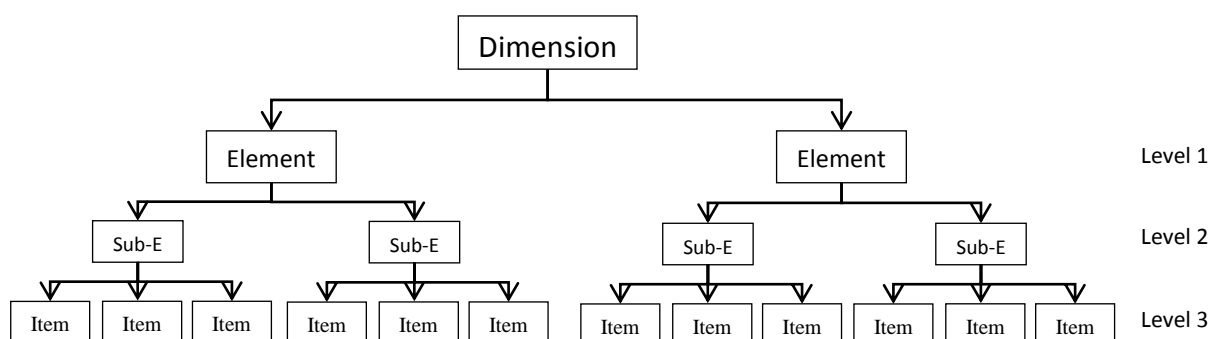 Dimension
Element Element Level 1
Sub-E Sub-E Sub-E Sub-E Level 2
Item Item Item Item Item Item Item Item Item Item Item Item Level 3